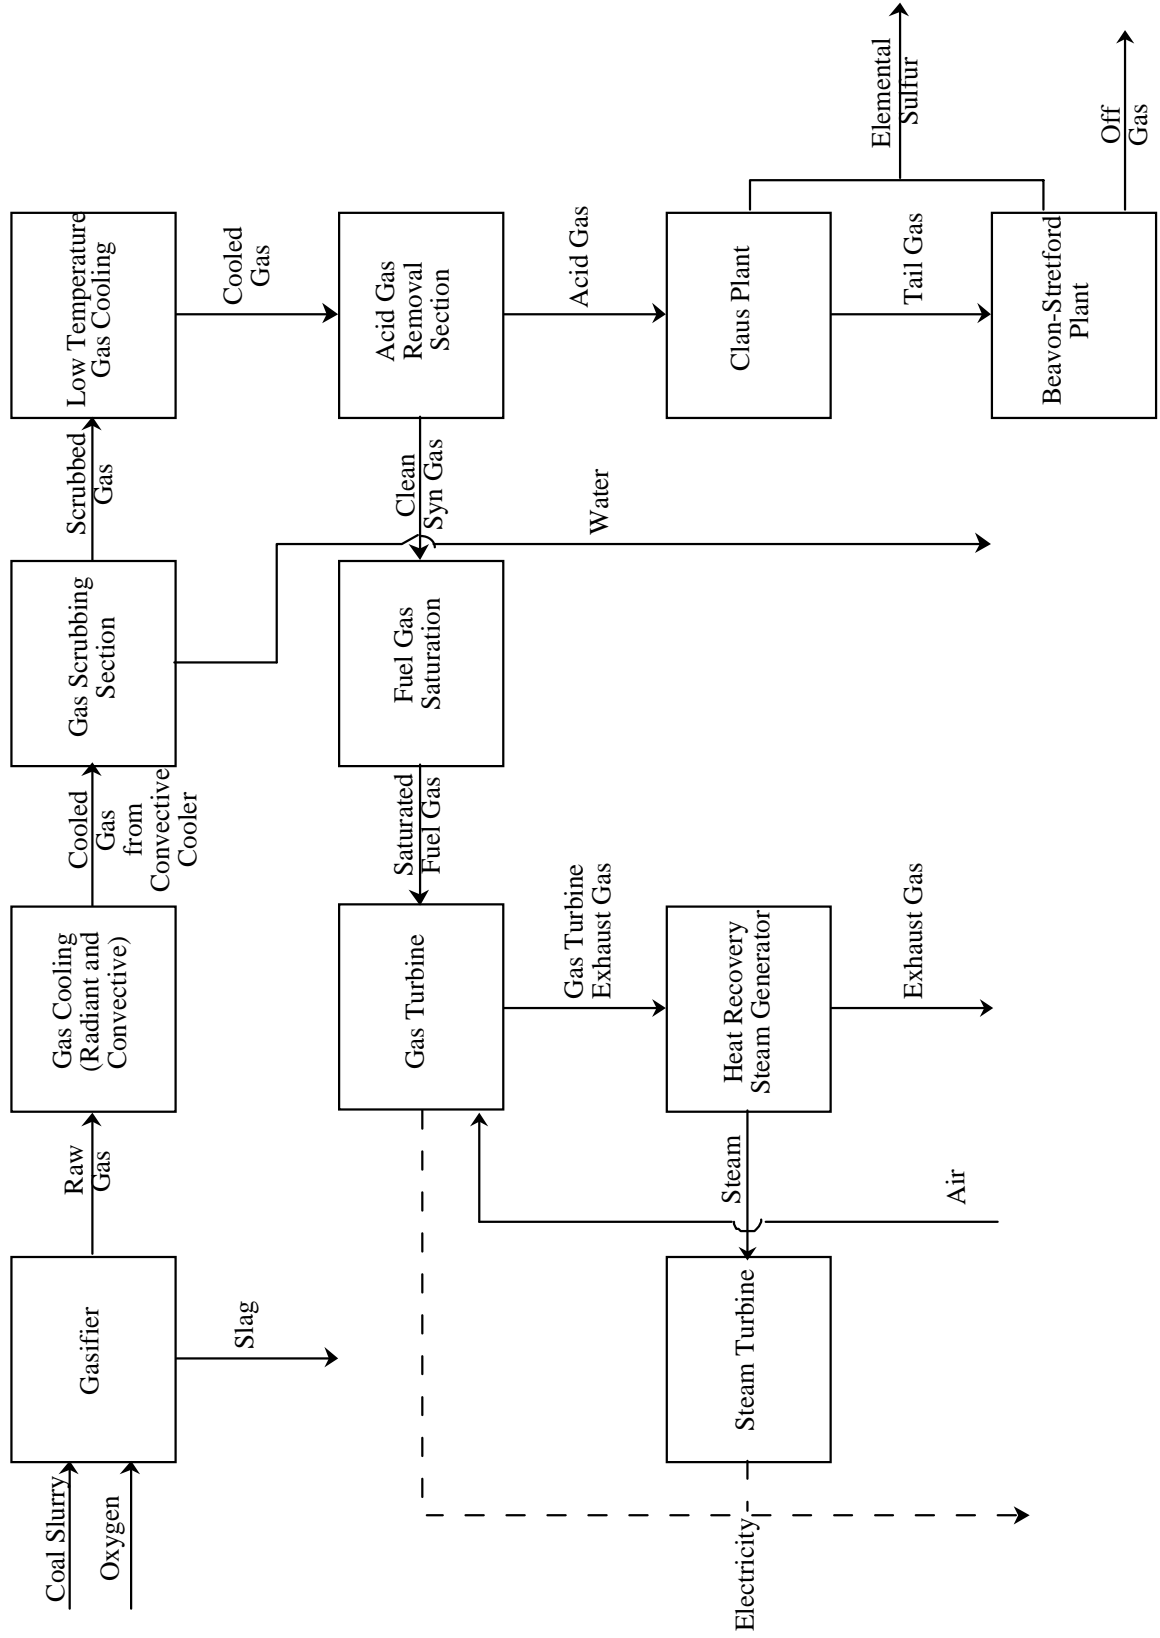 Coal Slurry
Oxygen
Gasifier
Slag
Raw
Gas
Gas Cooling
(Radiant and
Convective)
Cooled
Gas
from
Convective
Cooler
Gas Scrubbing
Section
Water
Scrubbed
Gas
Low Temperature
Gas Cooling
Cooled
Gas
Acid Gas
Removal
Section
Clean
Syn Gas
Fuel Gas
Saturation
Saturated
Fuel Gas
Gas Turbine
Gas Turbine
Exhaust Gas
Acid Gas
Claus Plant
Tail Gas
Beavon-Stretford
Plant
Elemental
Sulfur
Off
Gas
Heat Recovery
Steam Generator
Exhaust Gas
Steam
Air
Steam Turbine
Electricity